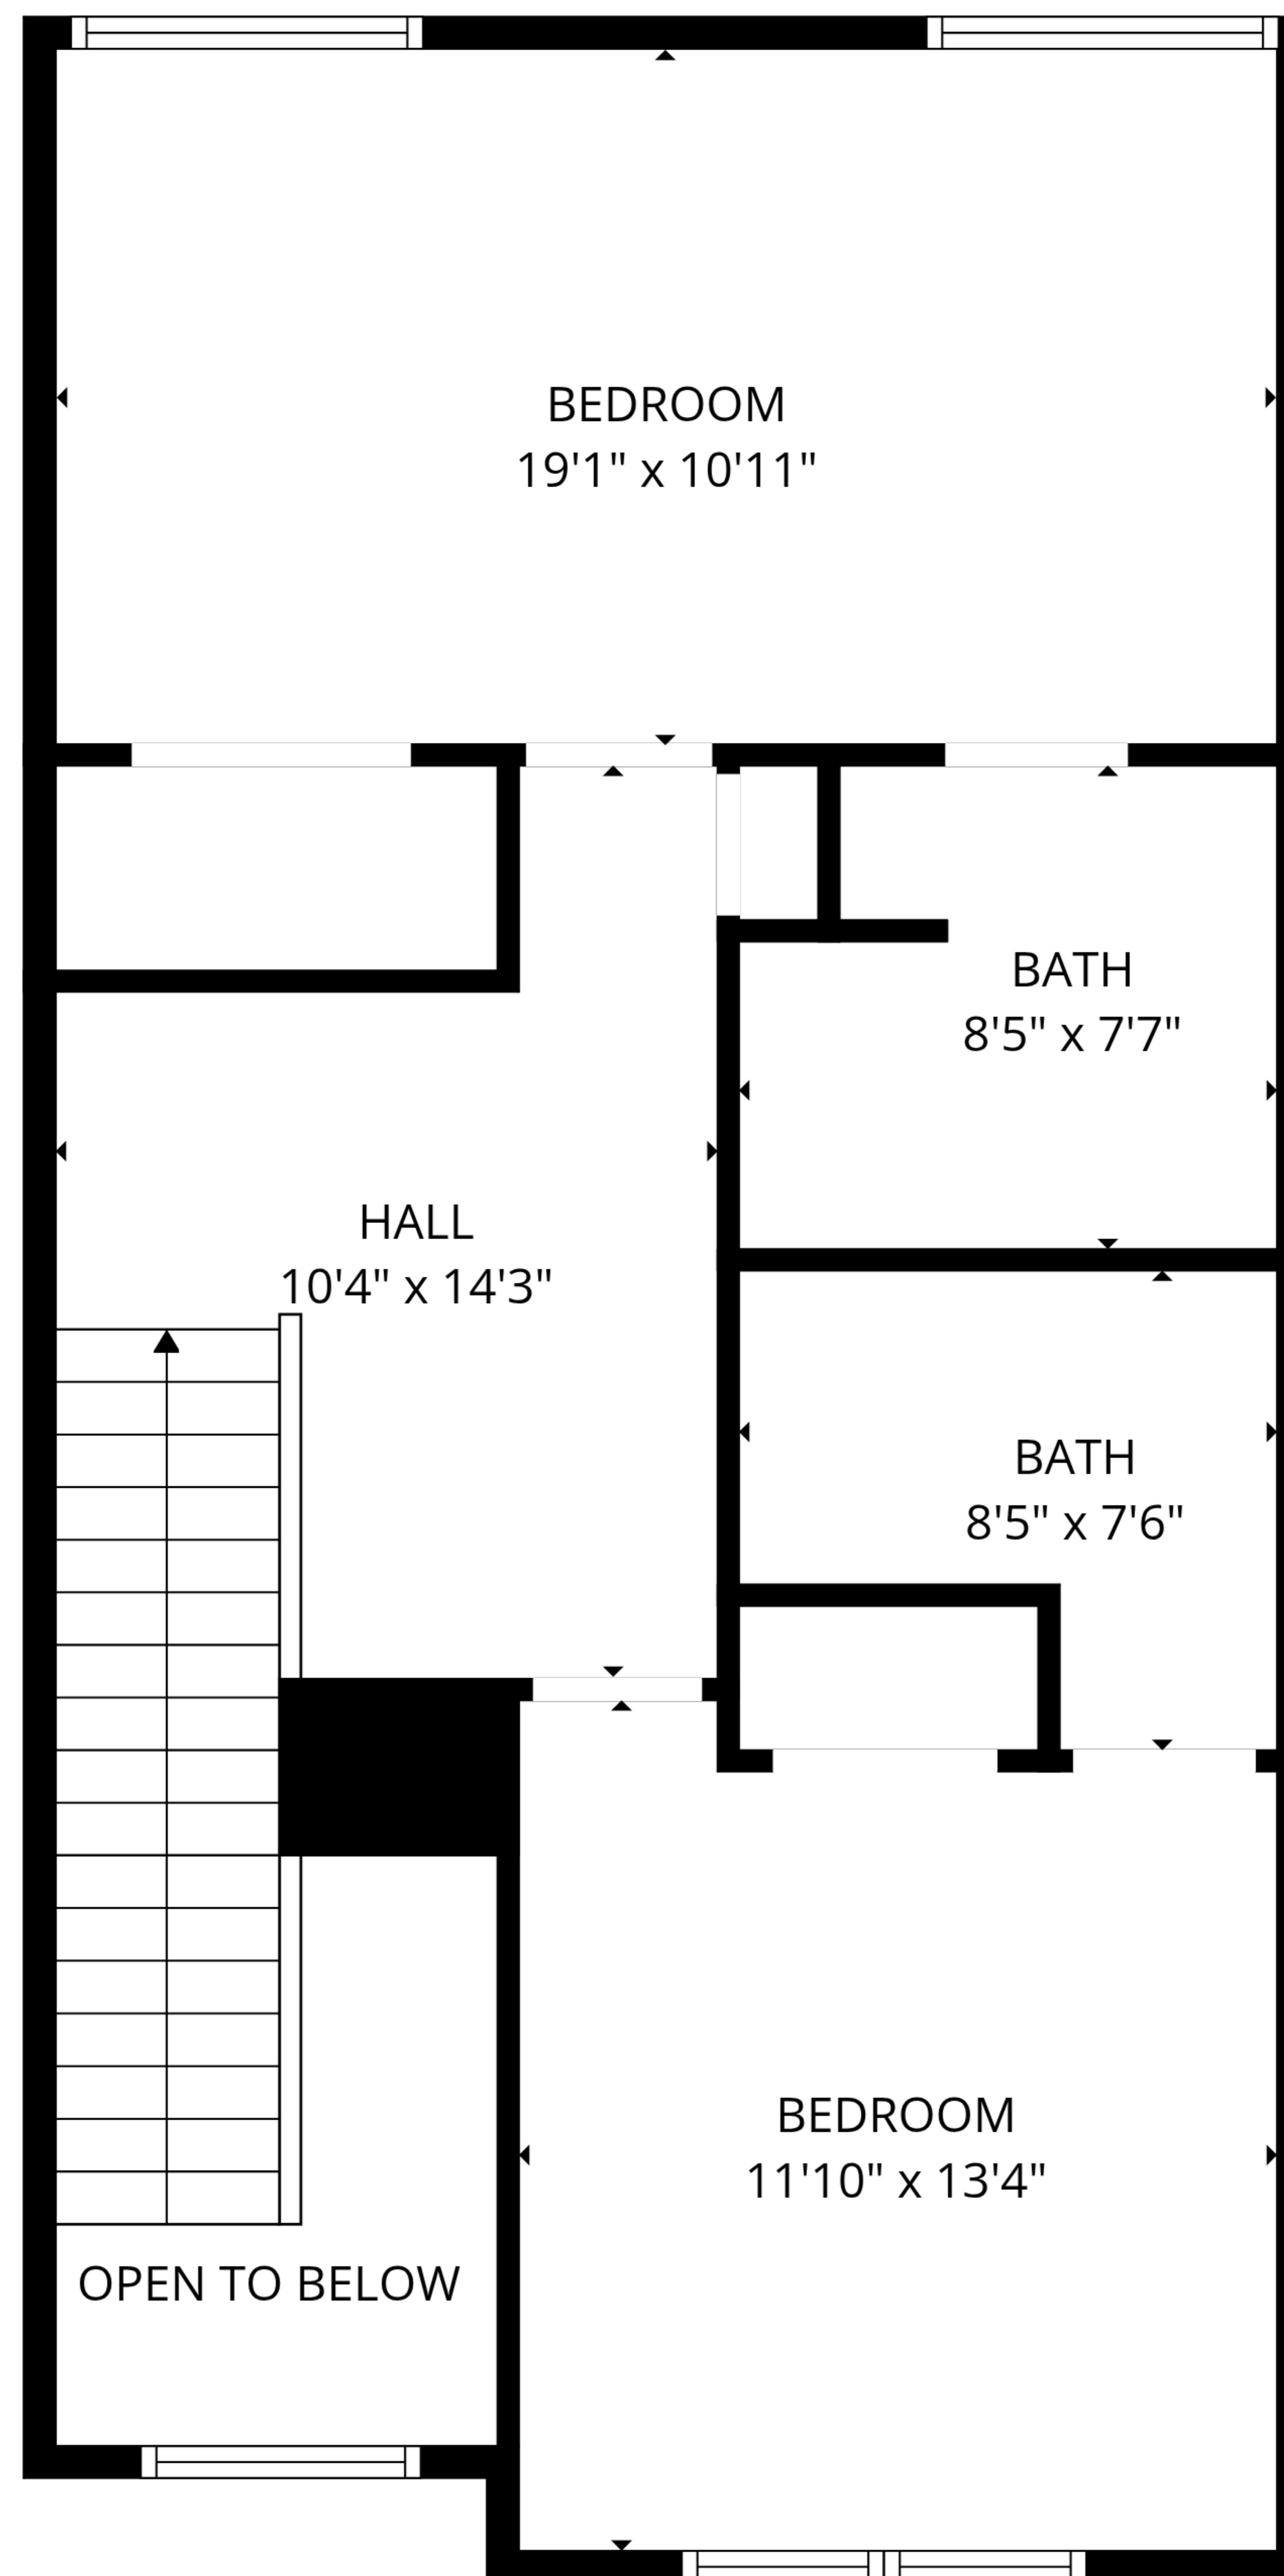 BEDROOM
19'1" x 10'11"
BATH
8'5" x 7'7"
HALL
10'4" x 14'3"
BATH
8'5" x 7'6"
BEDROOM
11'10" x 13'4"
OPEN TO BELOW